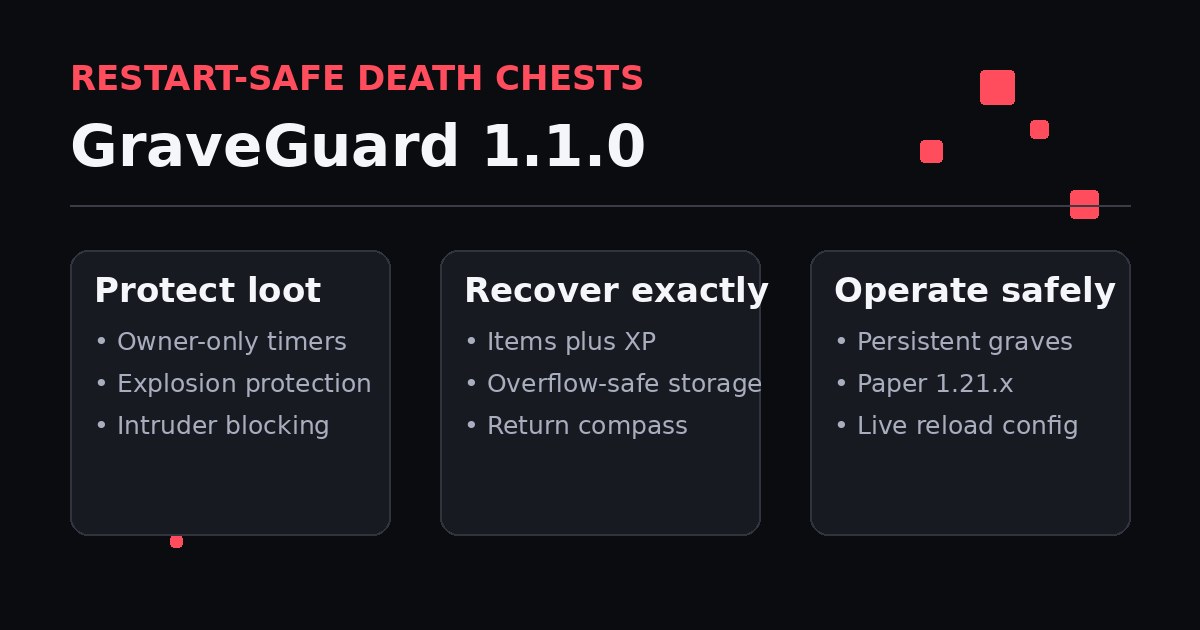 RESTART-SAFE DEATH CHESTS
GraveGuard 1.1.0
Protect loot
• Owner-only timers
• Explosion protection
• Intruder blocking
Recover exactly
• Items plus XP
• Overflow-safe storage
• Return compass
Operate safely
• Persistent graves
• Paper 1.21.x
• Live reload config